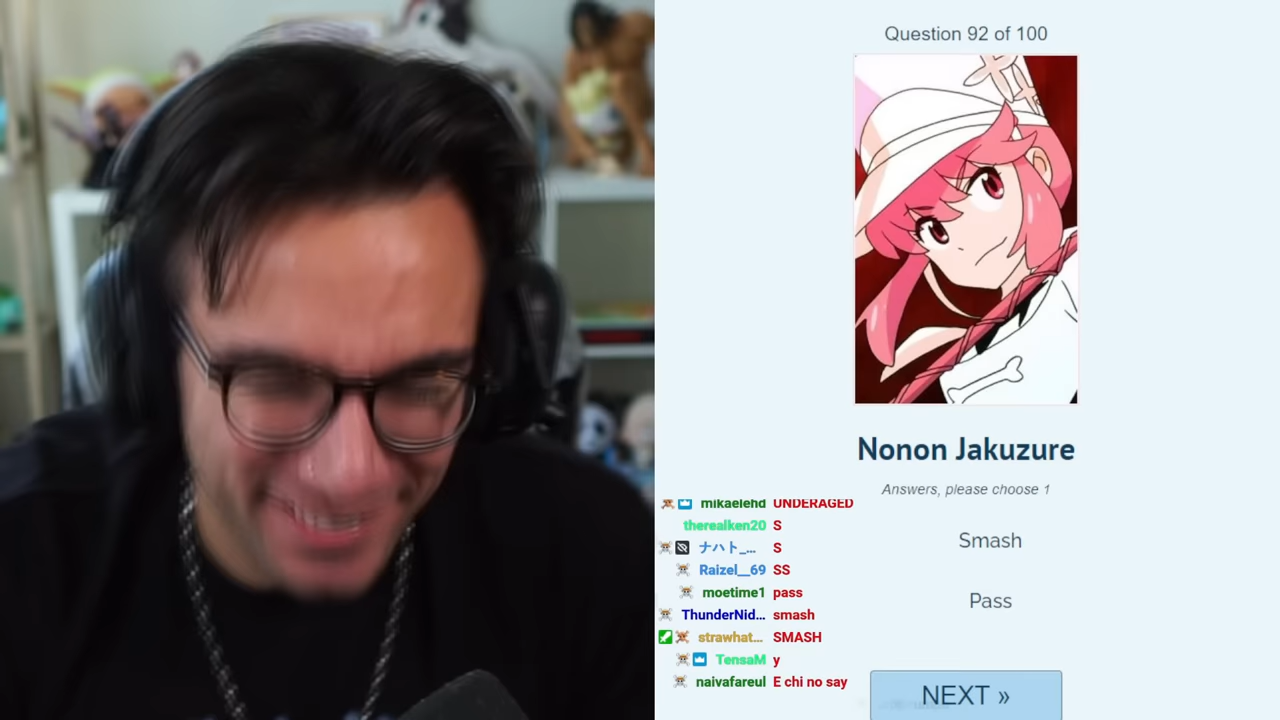 Question 92 of 100
Nonon Jakuzure
Answers, please choose 1
Smash
Pass
NEXT »
mikaelehd UNDERAGED
therealken20 S
ナハト_... S
Raizel__69 SS
moetime1 pass
ThunderNid... smash
strawhat... SMASH
TensaM y
naivafareul E chi no say